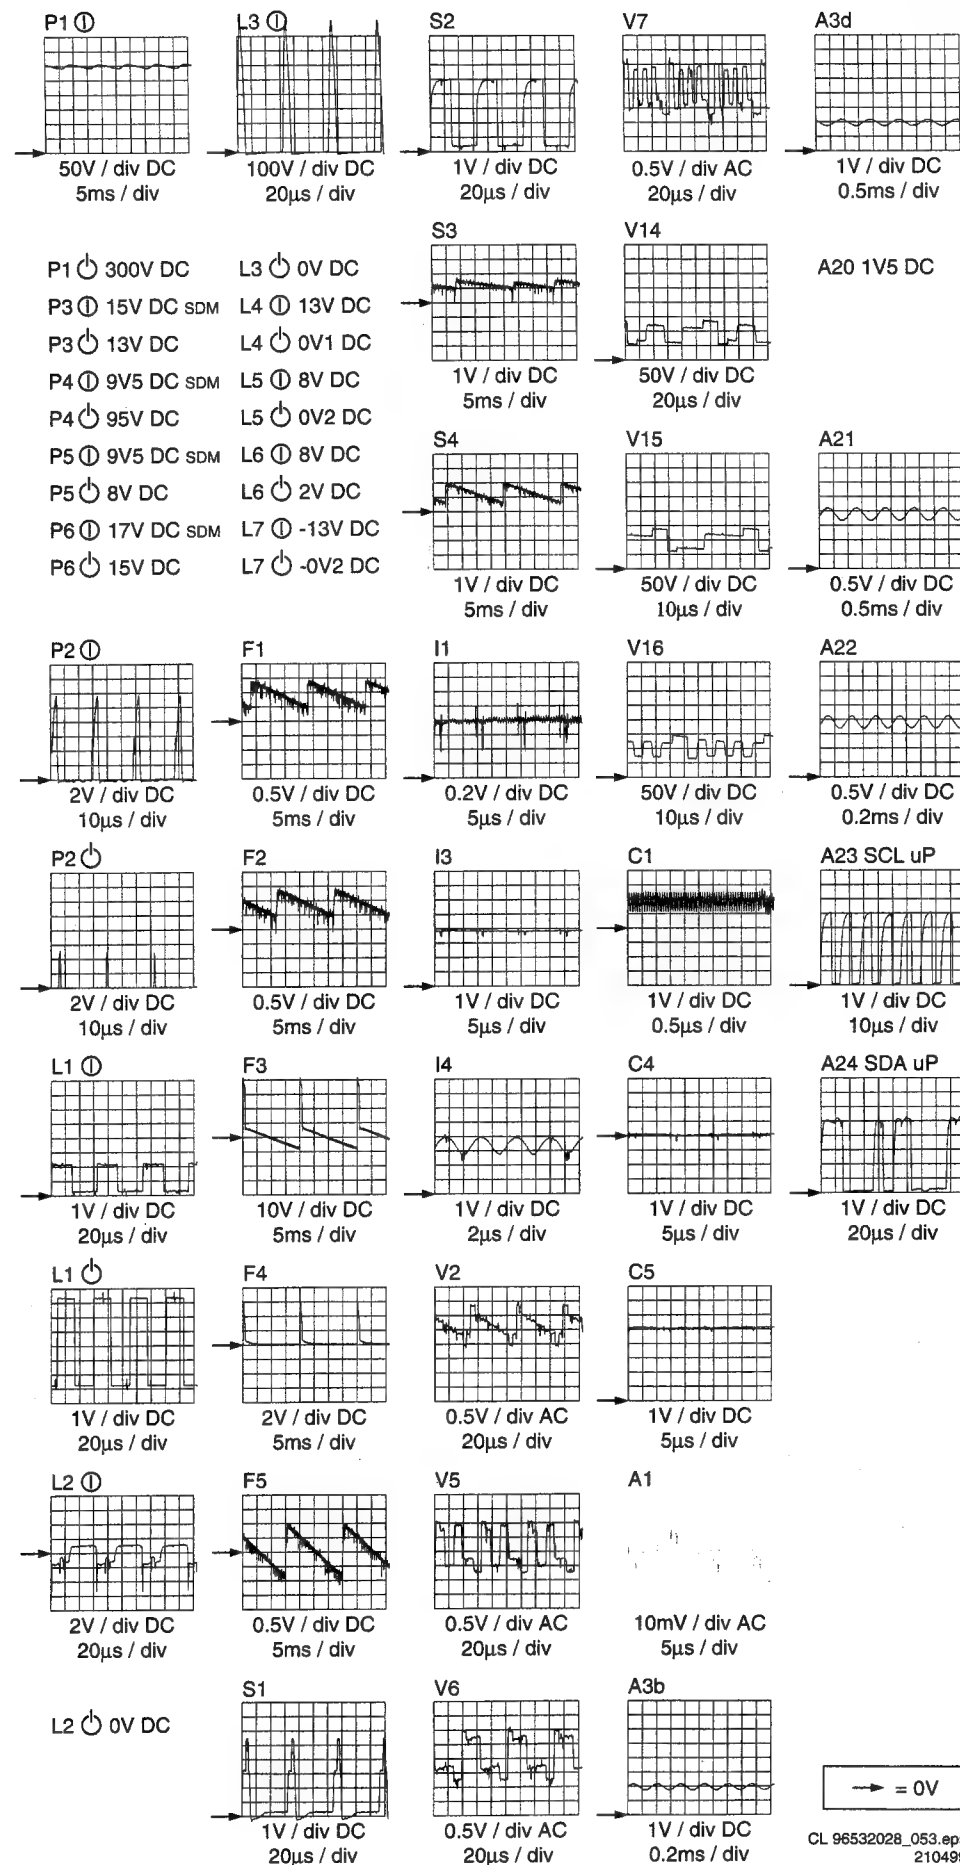 P1 ⏼
50V / div DC
5ms / div
L3 ⏼
100V / div DC
20µs / div
S2
1V / div DC
20µs / div
V7
0.5V / div AC
20µs / div
A3d
1V / div DC
0.5ms / div
P1 ⏻ 300V DC
P3 ⏼ 15V DC SDM
P3 ⏻ 13V DC
P4 ⏼ 9V5 DC SDM
P4 ⏻ 95V DC
P5 ⏼ 9V5 DC SDM
P5 ⏻ 8V DC
P6 ⏼ 17V DC SDM
P6 ⏻ 15V DC
L3 ⏻ 0V DC
L4 ⏼ 13V DC
L4 ⏻ 0V1 DC
L5 ⏼ 8V DC
L5 ⏻ 0V2 DC
L6 ⏼ 8V DC
L6 ⏻ 2V DC
L7 ⏼ -13V DC
L7 ⏻ -0V2 DC
S3
1V / div DC
5ms / div
V14
50V / div DC
20µs / div
A20 1V5 DC
S4
1V / div DC
5ms / div
V15
50V / div DC
10µs / div
A21
0.5V / div DC
0.5ms / div
P2 ⏼
2V / div DC
10µs / div
F1
0.5V / div DC
5ms / div
I1
0.2V / div DC
5µs / div
V16
50V / div DC
10µs / div
A22
0.5V / div DC
0.2ms / div
P2 ⏻
2V / div DC
10µs / div
F2
0.5V / div DC
5ms / div
I3
1V / div DC
5µs / div
C1
1V / div DC
0.5µs / div
A23 SCL uP
1V / div DC
10µs / div
L1 ⏼
1V / div DC
20µs / div
F3
10V / div DC
5ms / div
I4
1V / div DC
2µs / div
C4
1V / div DC
5µs / div
A24 SDA uP
1V / div DC
20µs / div
L1 ⏻
1V / div DC
20µs / div
F4
2V / div DC
5ms / div
V2
0.5V / div AC
20µs / div
C5
1V / div DC
5µs / div
L2 ⏼
2V / div DC
20µs / div
F5
0.5V / div DC
5ms / div
V5
0.5V / div AC
20µs / div
A1
10mV / div AC
5µs / div
L2 ⏻ 0V DC
S1
1V / div DC
20µs / div
V6
0.5V / div AC
20µs / div
A3b
1V / div DC
0.2ms / div
→ = 0V
CL 96532028_053.eps
210499